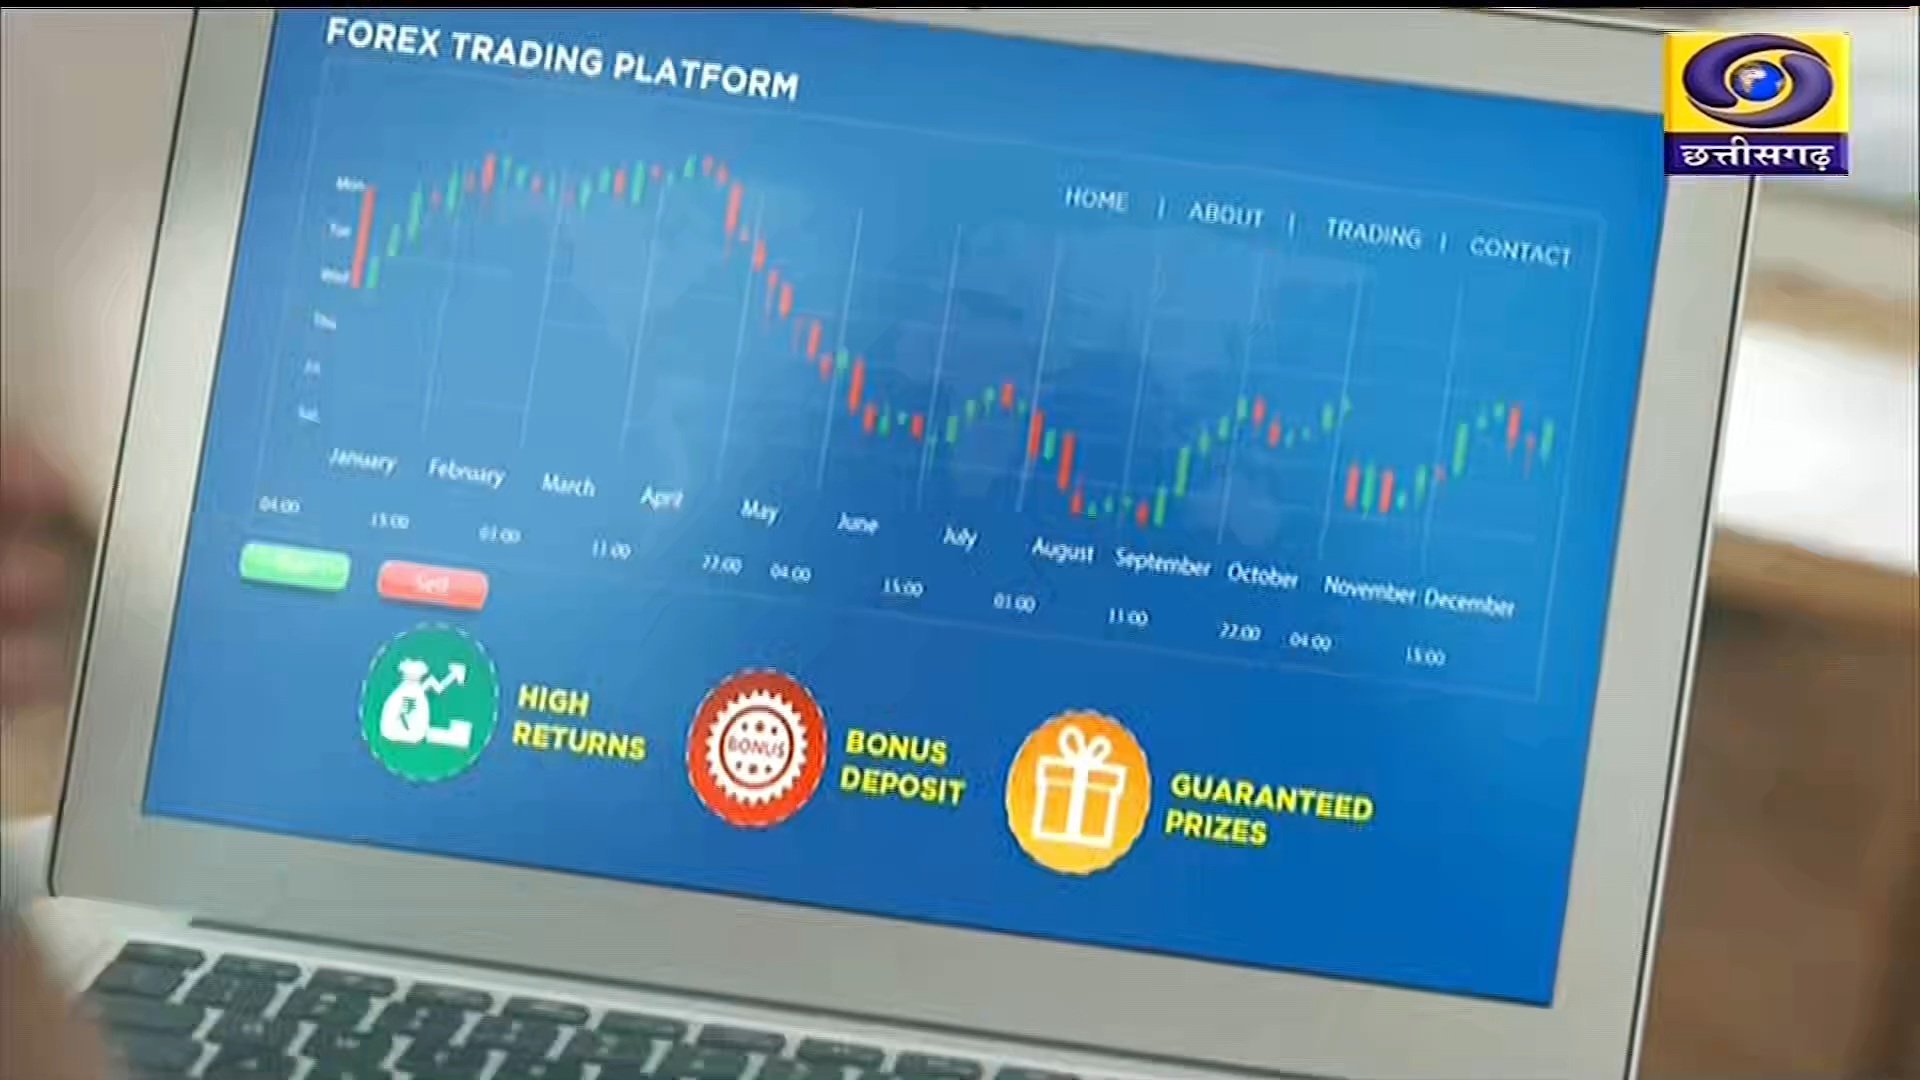 FOREX TRADING PLATFORM
छत्तीसगढ़
HOME | ABOUT | TRADING | CONTACT
Mon
Tue
Wed
Thu
January February March April May June July August September October November December
04:00 15:00 01:00 11:00 22:00 04:00 15:00 01:00 11:00 22:00 04:00 15:00
Sell
HIGH
RETURNS
BONUS
BONUS
DEPOSIT
GUARANTEED
PRIZES